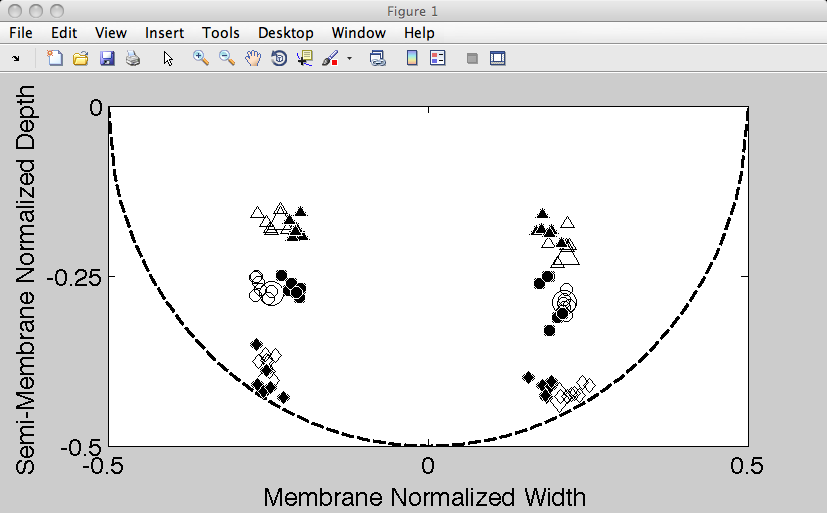 Figure 1
File Edit View Insert Tools Desktop Window Help
Semi-Membrane Normalized Depth
0
-0.25
-0.5
-0.5 0 0.5
Membrane Normalized Width